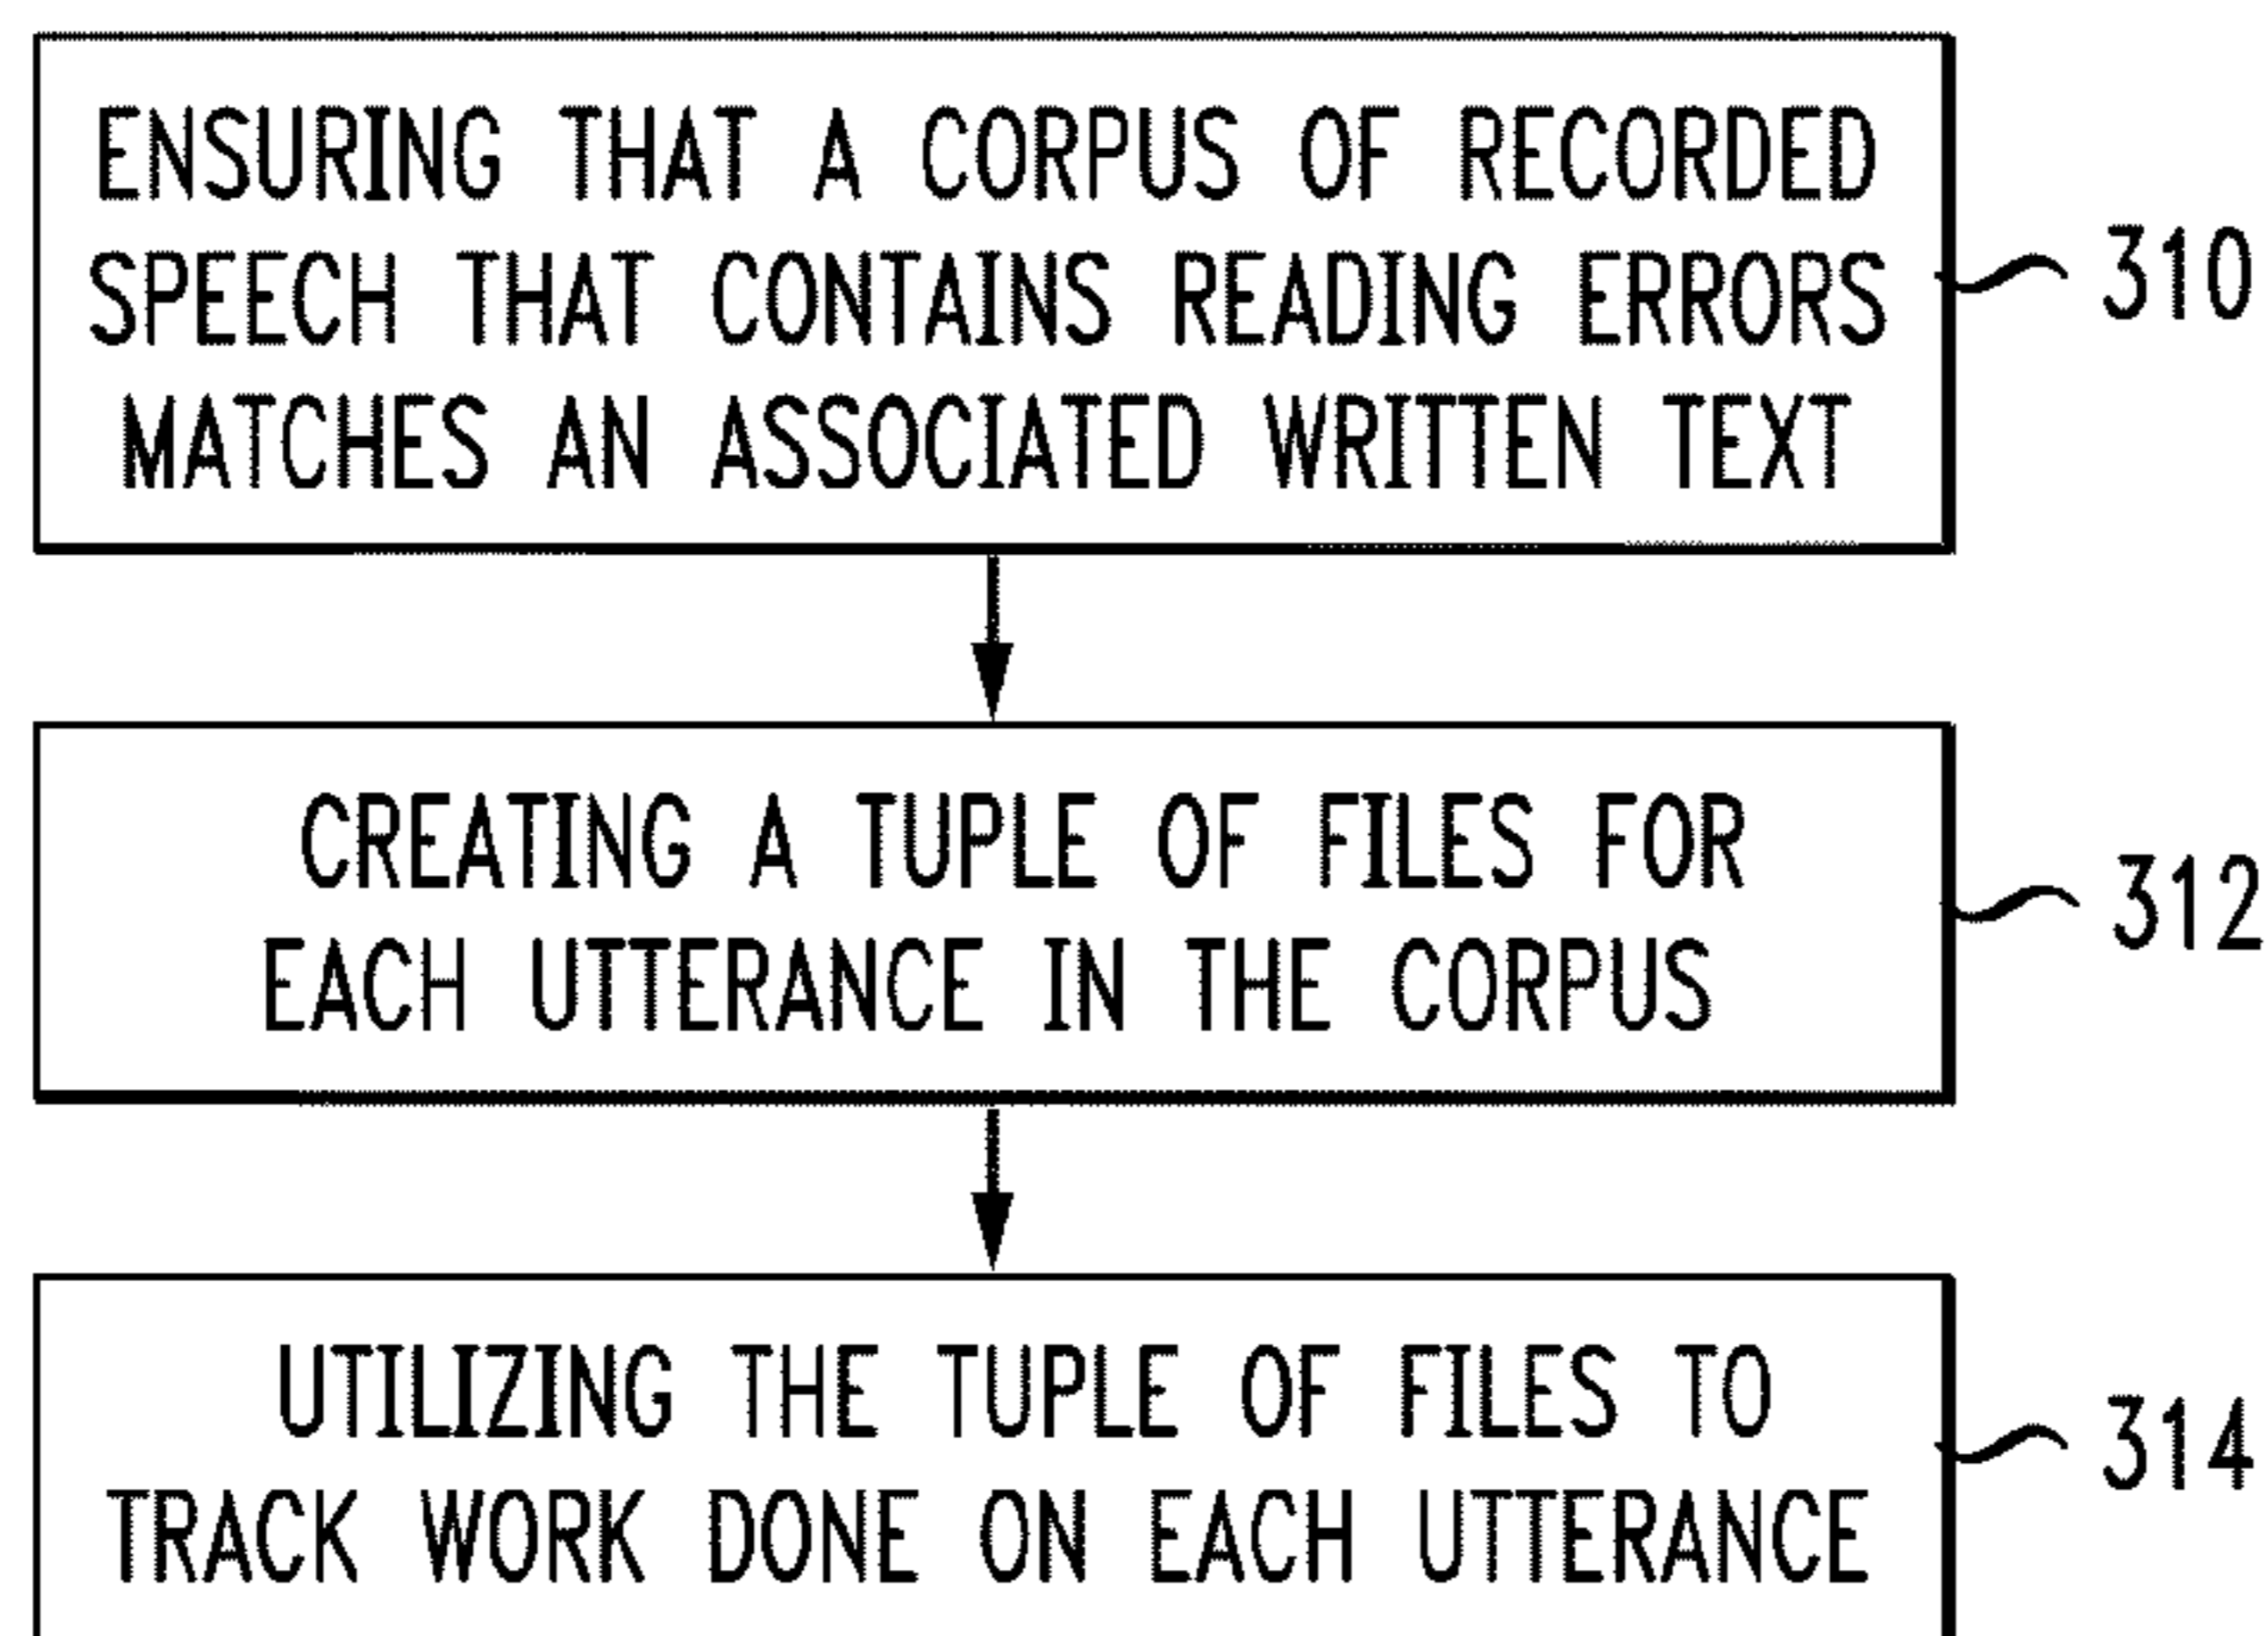 ENSURING THAT A CORPUS OF RECORDED
SPEECH THAT CONTAINS READING ERRORS
MATCHES AN ASSOCIATED WRITTEN TEXT
310
CREATING A TUPLE OF FILES FOR
EACH UTTERANCE IN THE CORPUS
312
UTILIZING THE TUPLE OF FILES TO
TRACK WORK DONE ON EACH UTTERANCE
314